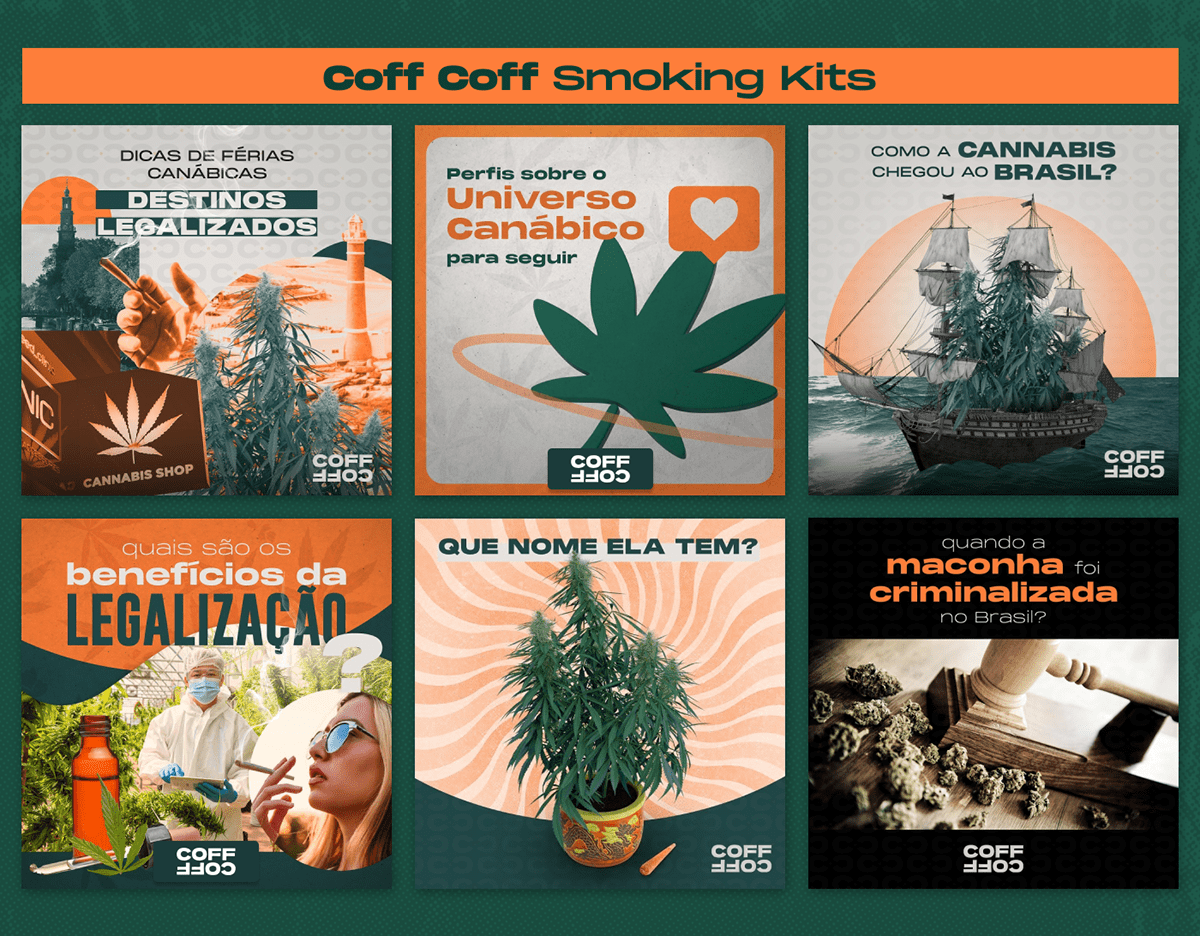 Coff Coff Smoking Kits
DICAS DE FÉRIAS
CANÁBICAS
DESTINOS
LEGALIZADOS
NIC
CANNABIS SHOP
COFF
COFF
Perfis sobre o
Universo
Canábico
para seguir
COFF
COFF
COMO A CANNABIS
CHEGOU AO BRASIL?
COFF
COFF
quais são os
benefícios da
LEGALIZAÇÃO
?
COFF
COFF
QUE NOME ELA TEM?
COFF
COFF
quando a
maconha foi
criminalizada
no Brasil?
COFF
COFF